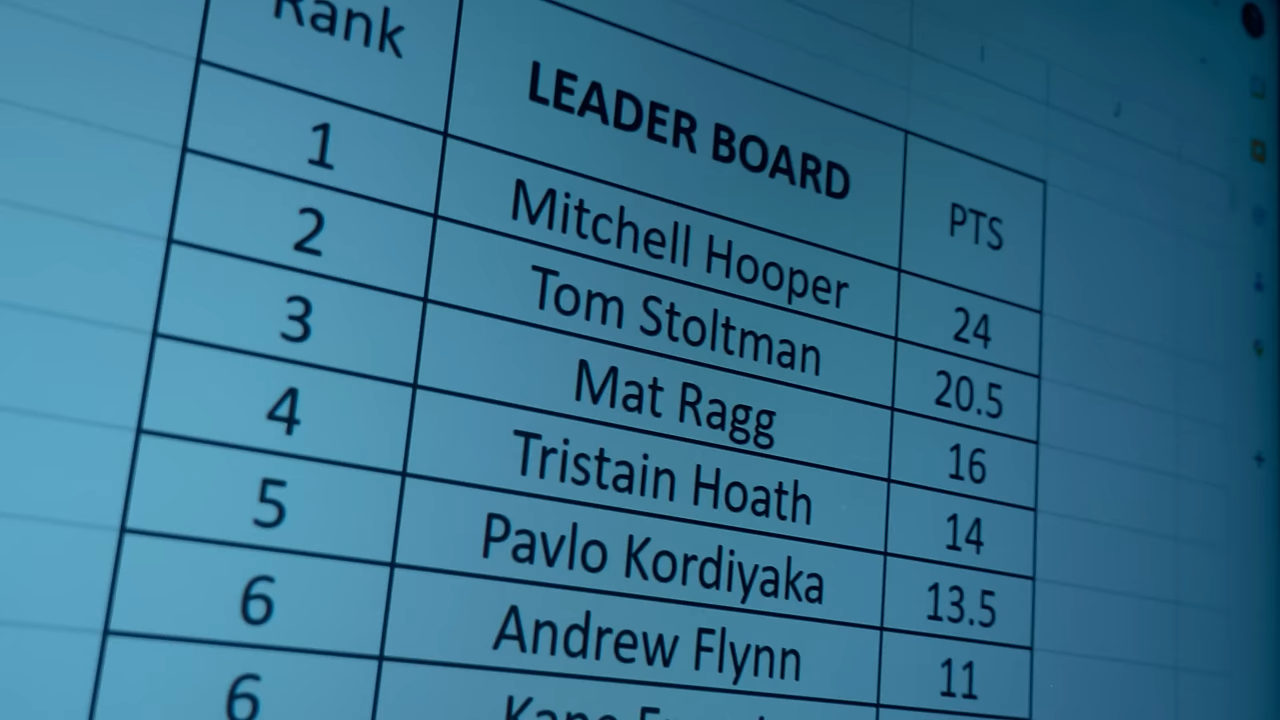 Rank LEADER BOARD PTS
1 Mitchell Hooper 24
2 Tom Stoltman 20.5
3 Mat Ragg 16
4 Tristain Hoath 14
5 Pavlo Kordiyaka 13.5
6 Andrew Flynn 11
6